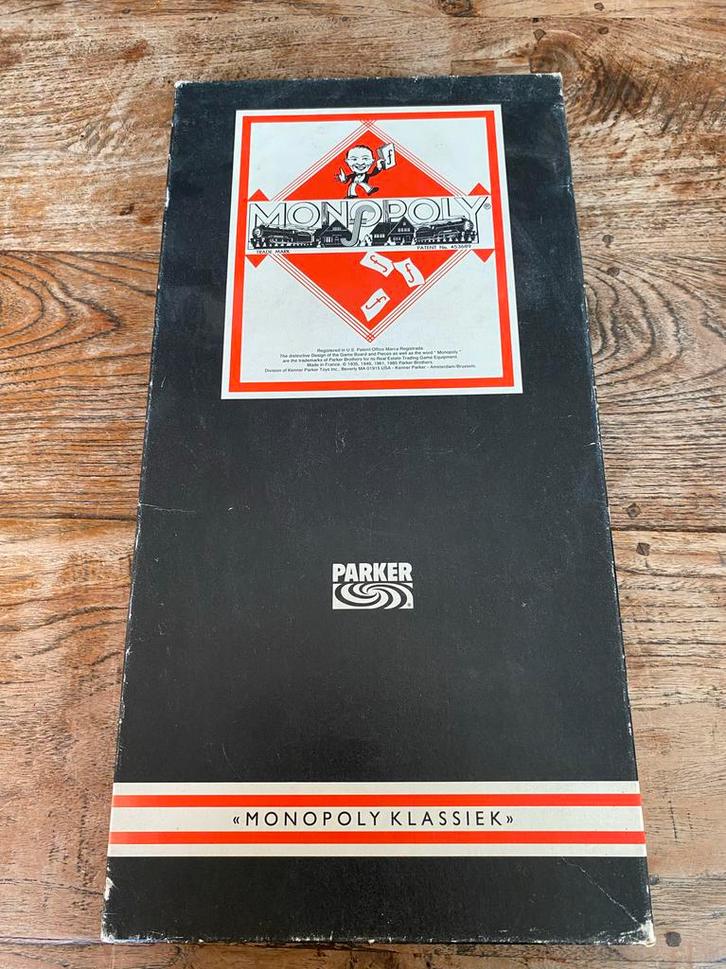 MONOPOLY®
TRADE MARK PATENT No. 453689
Registered in U.S. Patent Office Marca Registrada.
The distinctive Design of the Game Board and Pieces as well as the word "Monopoly"
are the trademarks of Parker Brothers for its Real Estate Trading Game Equipment.
Made in France. © 1935, 1946, 1961, 1985 Parker Brothers.
Division of Kenner Parker Toys Inc., Beverly MA 01915 USA - Kenner Parker - Amsterdam/Brussem.
PARKER
«MONOPOLY KLASSIEK»